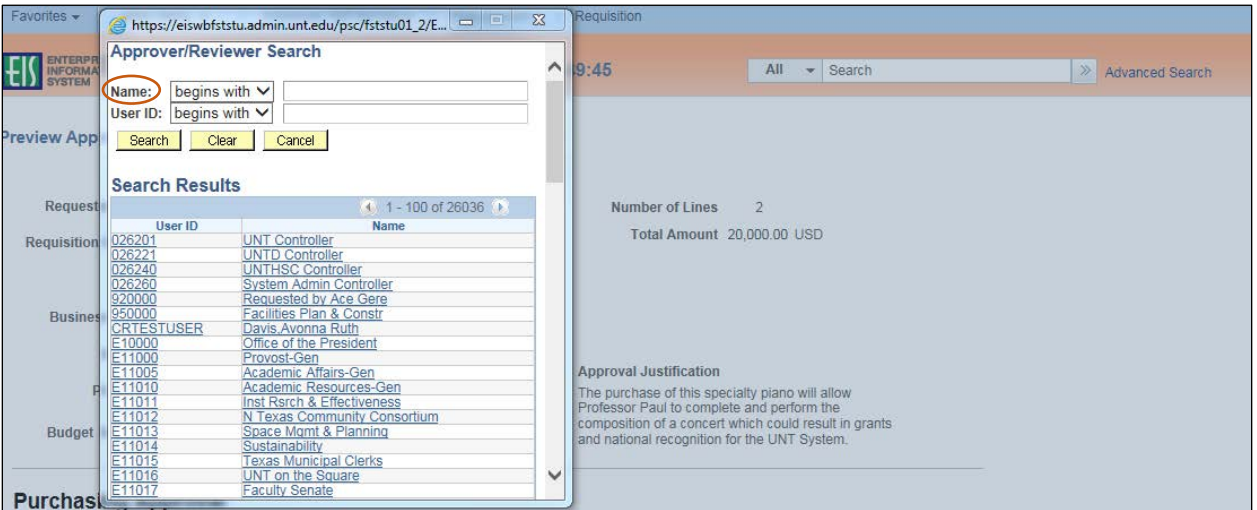 Favorites
Requisition
https://eiswbfststu.admin.unt.edu/psc/fststu01_2/E...
EIS
SYSTEM
9:45
All Search
Advanced Search
Approver/Reviewer Search
Name: begins with
User ID: begins with
Search Clear Cancel
Preview App
Search Results
1 - 100 of 26036
User ID Name
026201 UNT Controller
026221 UNTD Controller
026240 UNTHSC Controller
026260 System Admin Controller
920000 Requested by Ace Gere
950000 Facilities Plan & Constr
CRTESTUSER Davis,Avonna Ruth
E10000 Office of the President
E11000 Provost-Gen
E11005 Academic Affairs-Gen
E11010 Academic Resources-Gen
E11011 Inst Rsrch & Effectiveness
E11012 N Texas Community Consortium
E11013 Space Mgmt & Planning
E11014 Sustainability
E11015 Texas Municipal Clerks
E11016 UNT on the Square
E11017 Faculty Senate
Request
Requisition
Busines
P
Budget
Number of Lines 2
Total Amount 20,000.00 USD
Approval Justification
The purchase of this specialty piano will allow
Professor Paul to complete and perform the
composition of a concert which could result in grants
and national recognition for the UNT System.
Purchas